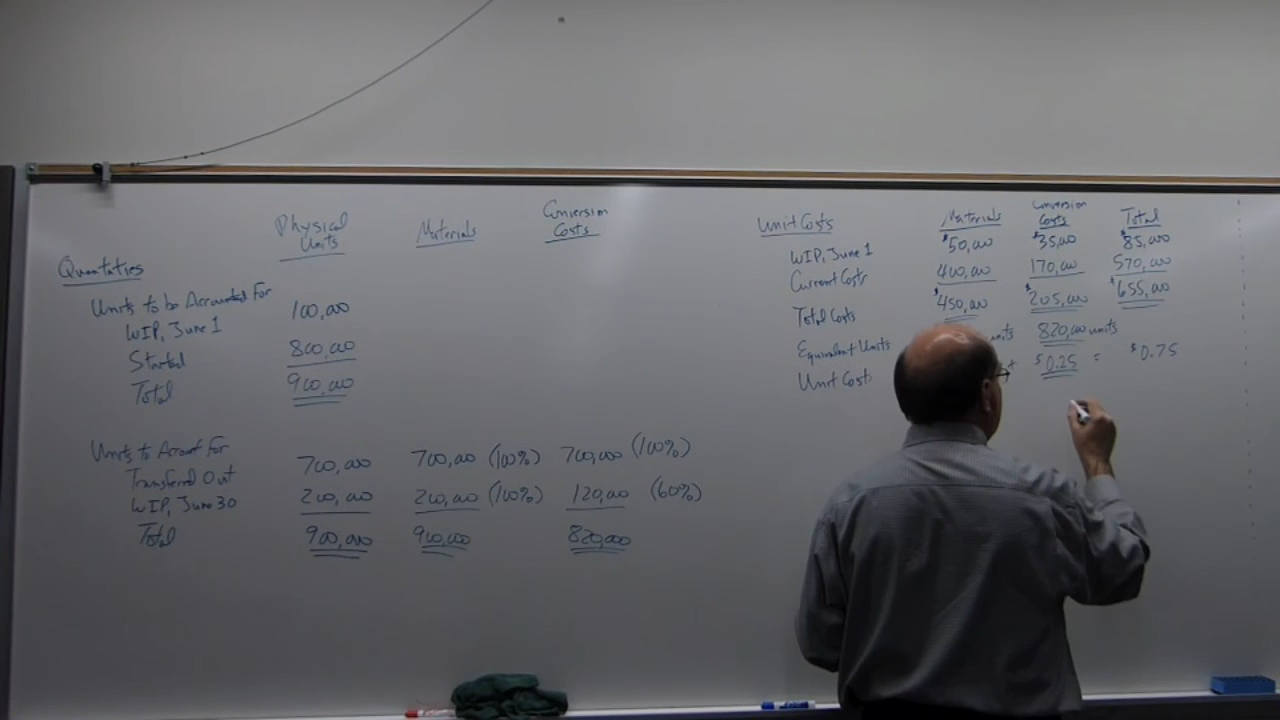 Physical Units Materials Conversion Costs
Quantities
Units to be Accounted For
WIP, June 1 100,000
Started 800,000
Total 900,000
Units to Account For
Transferred Out 700,000 700,000 (100%) 700,000 (100%)
WIP, June 30 200,000 200,000 (100%) 120,000 (60%)
Total 900,000 900,000 820,000
Unit Costs Materials Conversion Costs Total
WIP, June 1 $50,000 $35,000 $85,000
Current Costs 400,000 170,000 570,000
Total Costs $450,000 $205,000 $655,000
Equivalent Units units 820,000 units
Unit Costs + $0.25 = $0.75